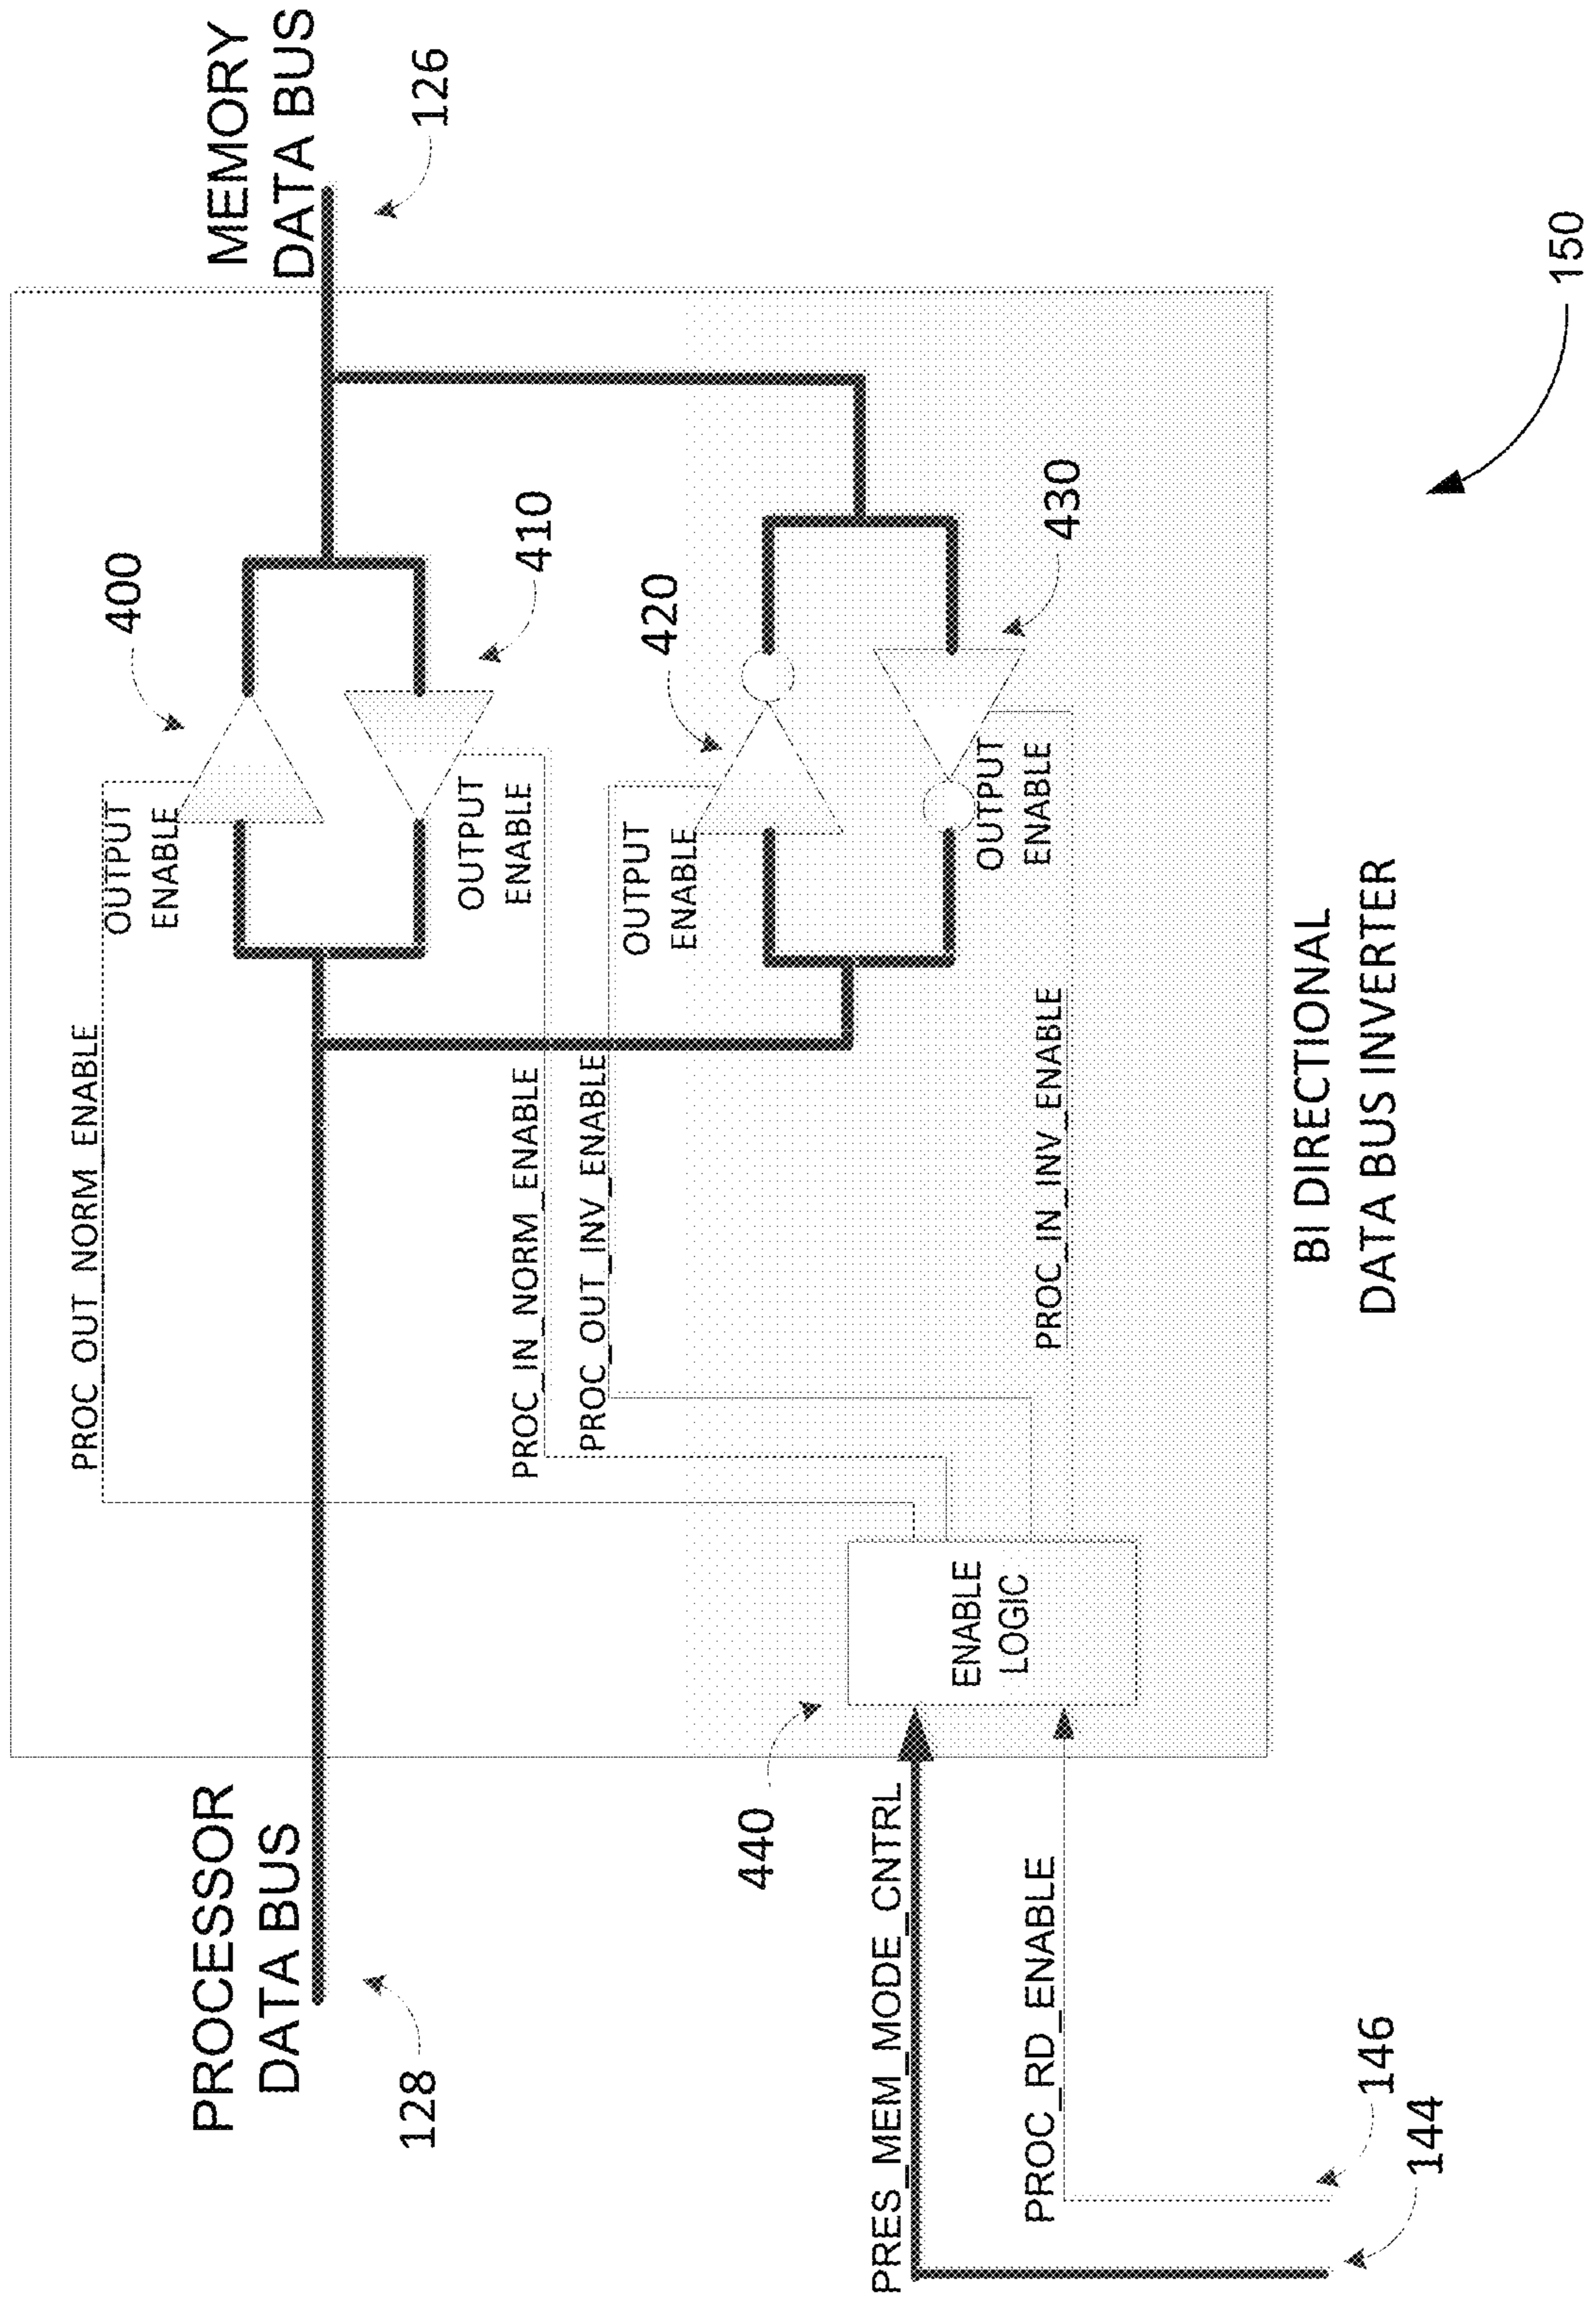 PROCESSOR
DATA BUS
128
MEMORY
DATA BUS
126
PROC_OUT_NORM_ENABLE
OUTPUT
ENABLE
400
410
OUTPUT
ENABLE
PROC_IN_NORM_ENABLE
PROC_OUT_INV_ENABLE
OUTPUT
ENABLE
420
430
OUTPUT
ENABLE
PROC_IN_INV_ENABLE
440
ENABLE
LOGIC
PRES_MEM_MODE_CNTRL
PROC_RD_ENABLE
146
144
BI DIRECTIONAL
DATA BUS INVERTER
150